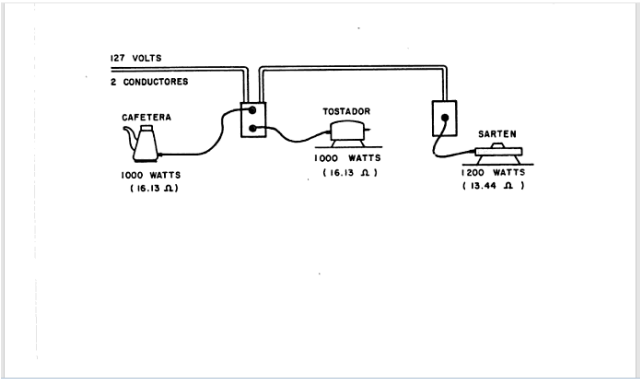 127 VOLTS
2 CONDUCTORES
CAFETERA
1000 WATTS
(16.13 Ω)
TOSTADOR
1000 WATTS
(16.13 Ω)
SARTEN
1200 WATTS
(13.44 Ω)